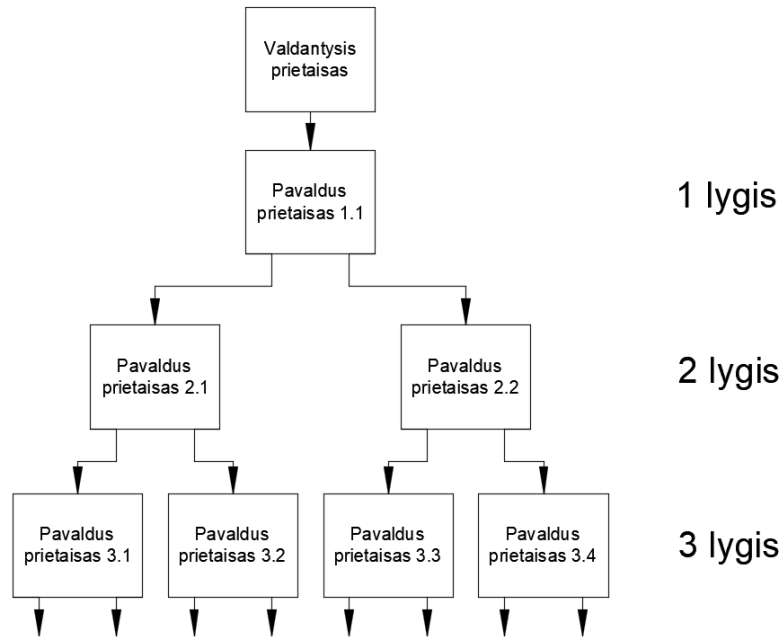 Valdantysis
prietaisas
Pavaldus
prietaisas 1.1
1 lygis
Pavaldus
prietaisas 2.1
Pavaldus
prietaisas 2.2
2 lygis
Pavaldus
prietaisas 3.1
Pavaldus
prietaisas 3.2
Pavaldus
prietaisas 3.3
Pavaldus
prietaisas 3.4
3 lygis